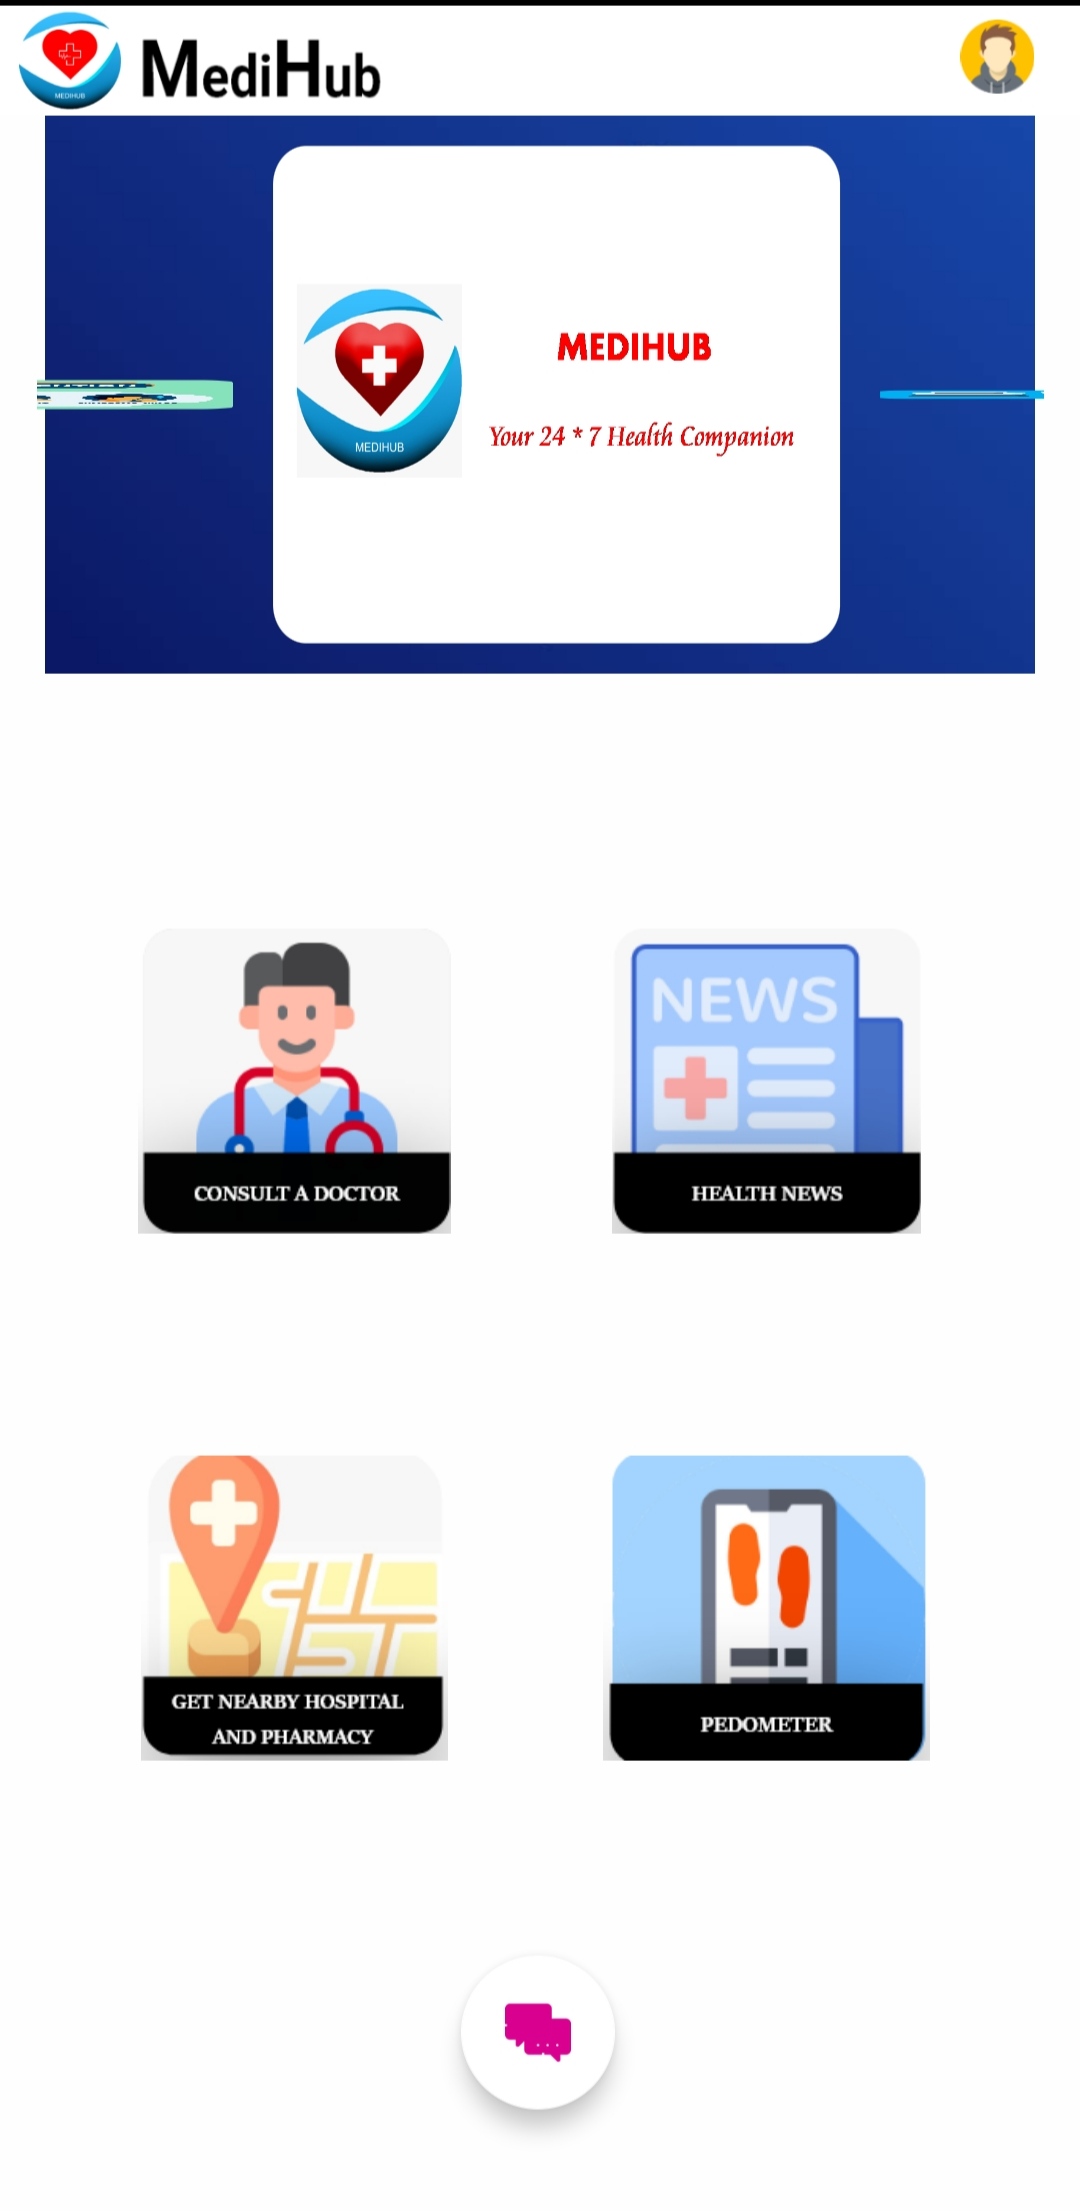 MEDIHUB
MediHub
MEDIHUB
Your 24 * 7 Health Companion
MEDIHUB
NEWS
CONSULT A DOCTOR
HEALTH NEWS
GET NEARBY HOSPITAL
AND PHARMACY
PEDOMETER